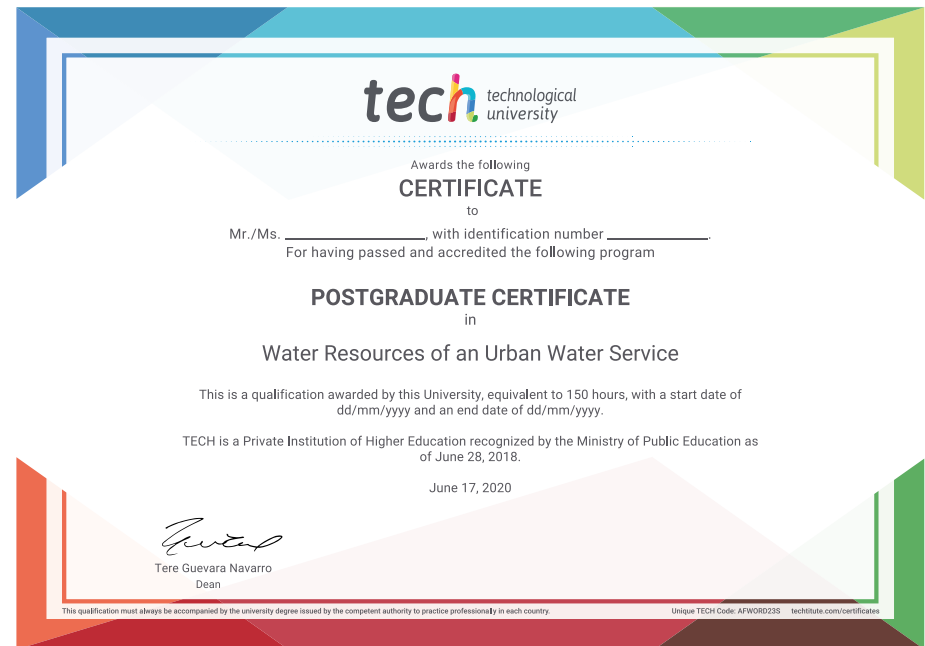 tech technological
university
Awards the following
CERTIFICATE
to
Mr./Ms. ____________________, with identification number ______________.
For having passed and accredited the following program
POSTGRADUATE CERTIFICATE
in
Water Resources of an Urban Water Service
This is a qualification awarded by this University, equivalent to 150 hours, with a start date of
dd/mm/yyyy and an end date of dd/mm/yyyy.
TECH is a Private Institution of Higher Education recognized by the Ministry of Public Education as
of June 28, 2018.
June 17, 2020
Tere Guevara Navarro
Dean
This qualification must always be accompanied by the university degree issued by the competent authority to practice professionally in each country.
Unique TECH Code: AFWORD23S techtitute.com/certificates